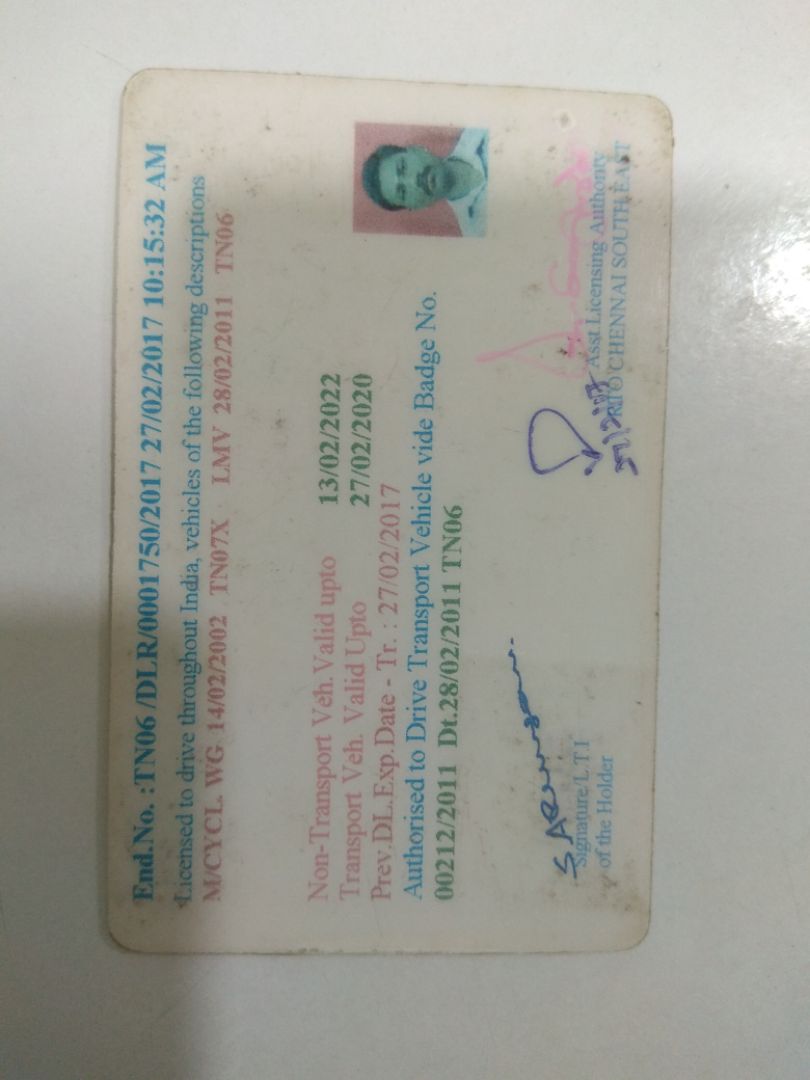 End.No. :TN06 /DLR/0001750/2017 27/02/2017 10:15:32 AM
Licensed to drive throughout India, vehicles of the following descriptions
M/CYCL. WG. 14/02/2002 TN07X LMV 28/02/2011 TN06
Non-Transport Veh.Valid upto 13/02/2022
Transport Veh. Valid Upto 27/02/2020
Prev.DL.Exp.Date - Tr. : 27/02/2017
Authorised to Drive Transport Vehicle vide Badge No.
00212/2011 Dt.28/02/2011 TN06
Signature/L.T.I
of the Holder
Asst Licensing Authority
RTO CHENNAI SOUTH EAST